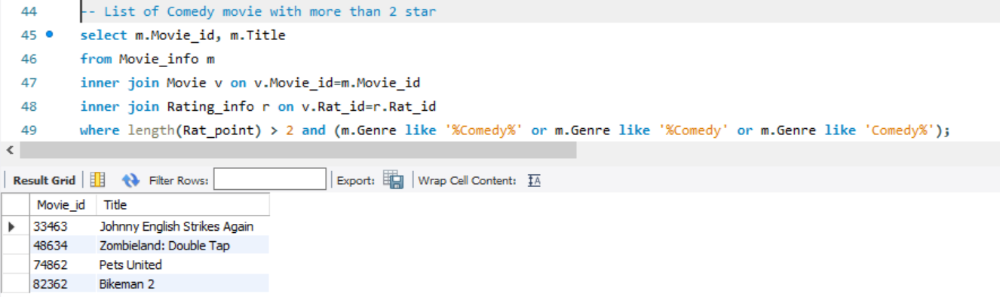 44 -- List of Comedy movie with more than 2 star
45 select m.Movie_id, m.Title
46 from Movie_info m
47 inner join Movie v on v.Movie_id=m.Movie_id
48 inner join Rating_info r on v.Rat_id=r.Rat_id
49 where length(Rat_point) > 2 and (m.Genre like '%Comedy%' or m.Genre like '%Comedy' or m.Genre like 'Comedy%');
Result Grid Filter Rows: Export: Wrap Cell Content: IA
Movie_id Title
33463 Johnny English Strikes Again
48634 Zombieland: Double Tap
74862 Pets United
82362 Bikeman 2